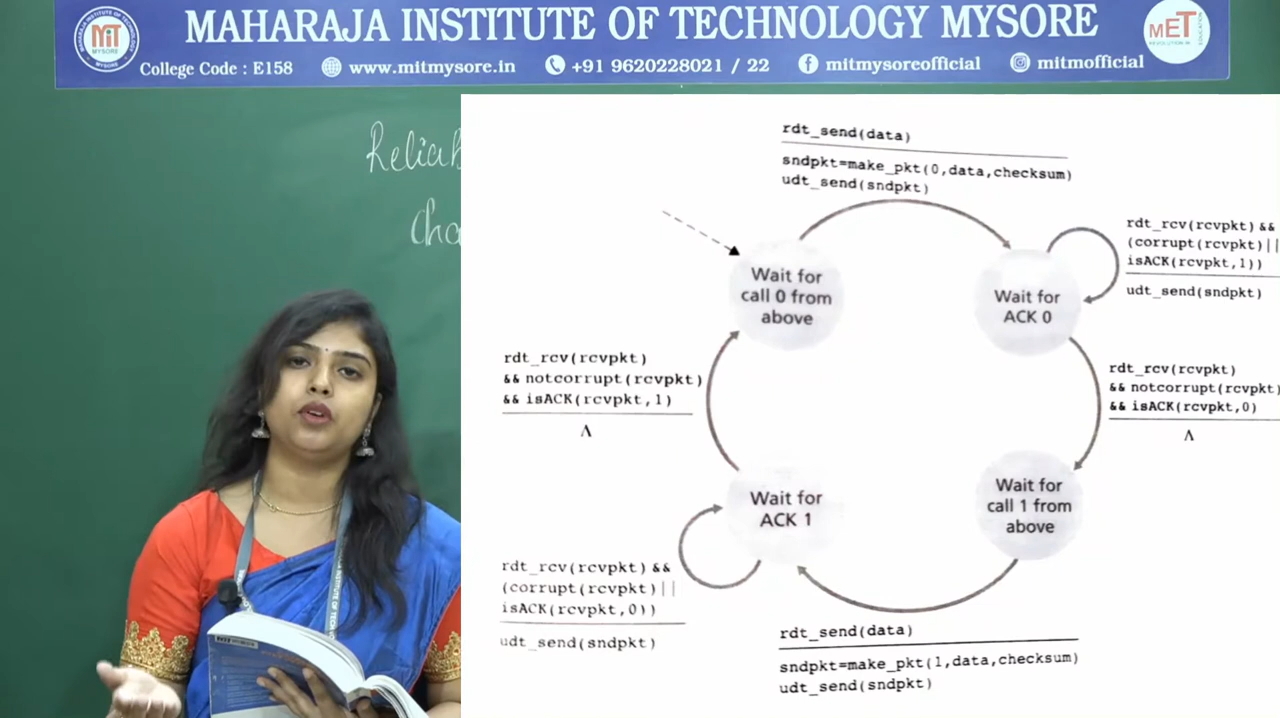 MAHARAJA INSTITUTE OF TECHNOLOGY MYSORE
MIT
MYSORE
MET
College Code : E158 www.mitmysore.in +91 9620228021 / 22 mitmysoreofficial mitmofficial
rdt_send(data)
sndpkt=make_pkt(0,data,checksum)
udt_send(sndpkt)
rdt_rcv(rcvpkt) &&
(corrupt(rcvpkt)||
isACK(rcvpkt,1))
udt_send(sndpkt)
Wait for
call 0 from
above
Wait for
ACK 0
rdt_rcv(rcvpkt)
&& notcorrupt(rcvpkt)
&& isACK(rcvpkt,1)
Λ
rdt_rcv(rcvpkt)
&& notcorrupt(rcvpkt)
&& isACK(rcvpkt,0)
Λ
Wait for
ACK 1
Wait for
call 1 from
above
rdt_rcv(rcvpkt) &&
(corrupt(rcvpkt)||
isACK(rcvpkt,0))
udt_send(sndpkt)
rdt_send(data)
sndpkt=make_pkt(1,data,checksum)
udt_send(sndpkt)